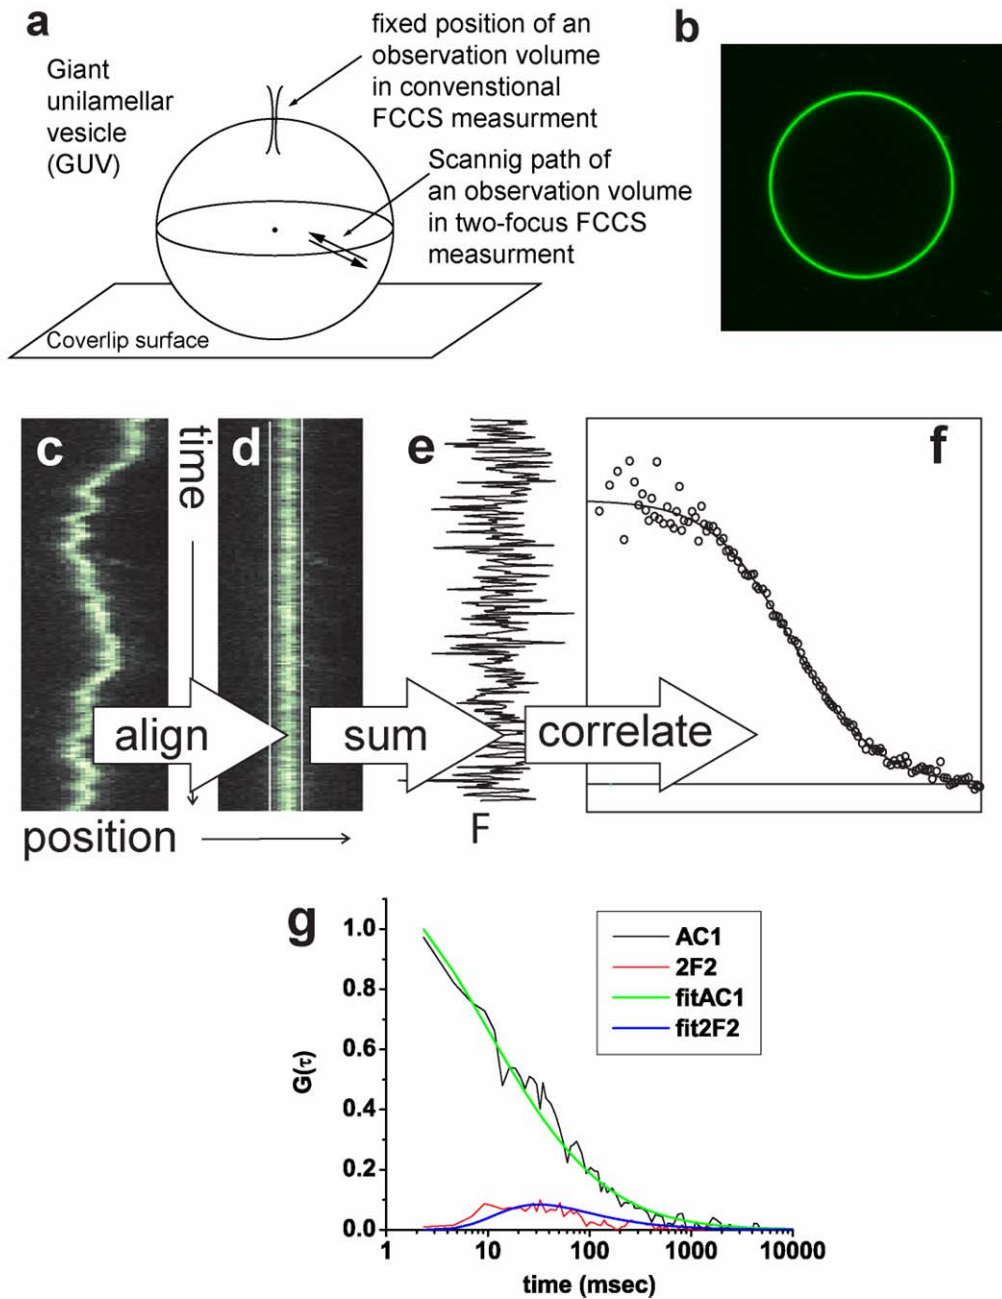 a
Giant
unilamellar
vesicle
(GUV)
fixed position of an
observation volume
in convenstional
FCCS measurment
Scannig path of
an observation volume
in two-focus FCCS
measurment
Coverlip surface
b
c
time
d
e
f
align
sum
correlate
position
F
g
1.0
0.8
0.6
0.4
0.2
0.0
G(τ)
AC1
2F2
fitAC1
fit2F2
1 10 100 1000 10000
time (msec)